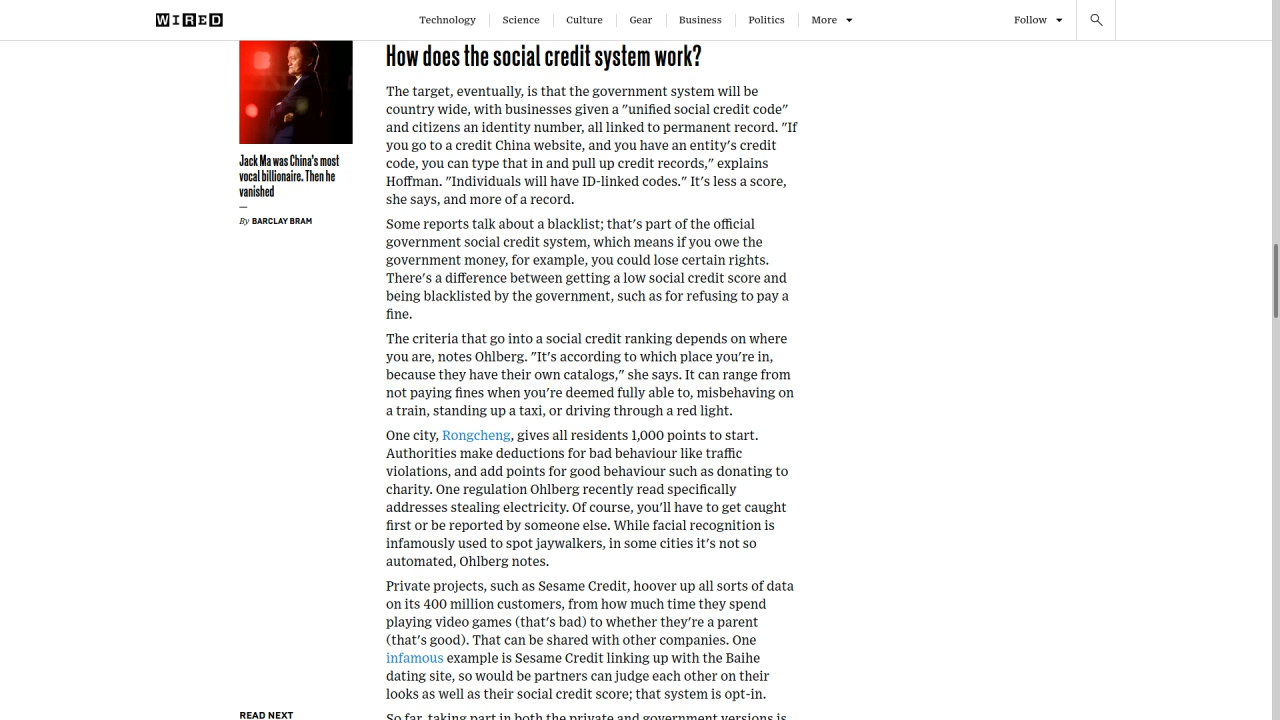 WIRED
Technology
Science
Culture
Gear
Business
Politics
More
Follow
Jack Ma was China's most
vocal billionaire. Then he
vanished
—
By BARCLAY BRAM
How does the social credit system work?
The target, eventually, is that the government system will be
country wide, with businesses given a "unified social credit code"
and citizens an identity number, all linked to permanent record. "If
you go to a credit China website, and you have an entity's credit
code, you can type that in and pull up credit records," explains
Hoffman. "Individuals will have ID-linked codes." It's less a score,
she says, and more of a record.
Some reports talk about a blacklist; that's part of the official
government social credit system, which means if you owe the
government money, for example, you could lose certain rights.
There's a difference between getting a low social credit score and
being blacklisted by the government, such as for refusing to pay a
fine.
The criteria that go into a social credit ranking depends on where
you are, notes Ohlberg. "It's according to which place you're in,
because they have their own catalogs," she says. It can range from
not paying fines when you're deemed fully able to, misbehaving on
a train, standing up a taxi, or driving through a red light.
One city, Rongcheng, gives all residents 1,000 points to start.
Authorities make deductions for bad behaviour like traffic
violations, and add points for good behaviour such as donating to
charity. One regulation Ohlberg recently read specifically
addresses stealing electricity. Of course, you'll have to get caught
first or be reported by someone else. While facial recognition is
infamously used to spot jaywalkers, in some cities it's not so
automated, Ohlberg notes.
Private projects, such as Sesame Credit, hoover up all sorts of data
on its 400 million customers, from how much time they spend
playing video games (that's bad) to whether they're a parent
(that's good). That can be shared with other companies. One
infamous example is Sesame Credit linking up with the Baihe
dating site, so would be partners can judge each other on their
looks as well as their social credit score; that system is opt-in.
So far, taking part in both the private and government versions is
READ NEXT